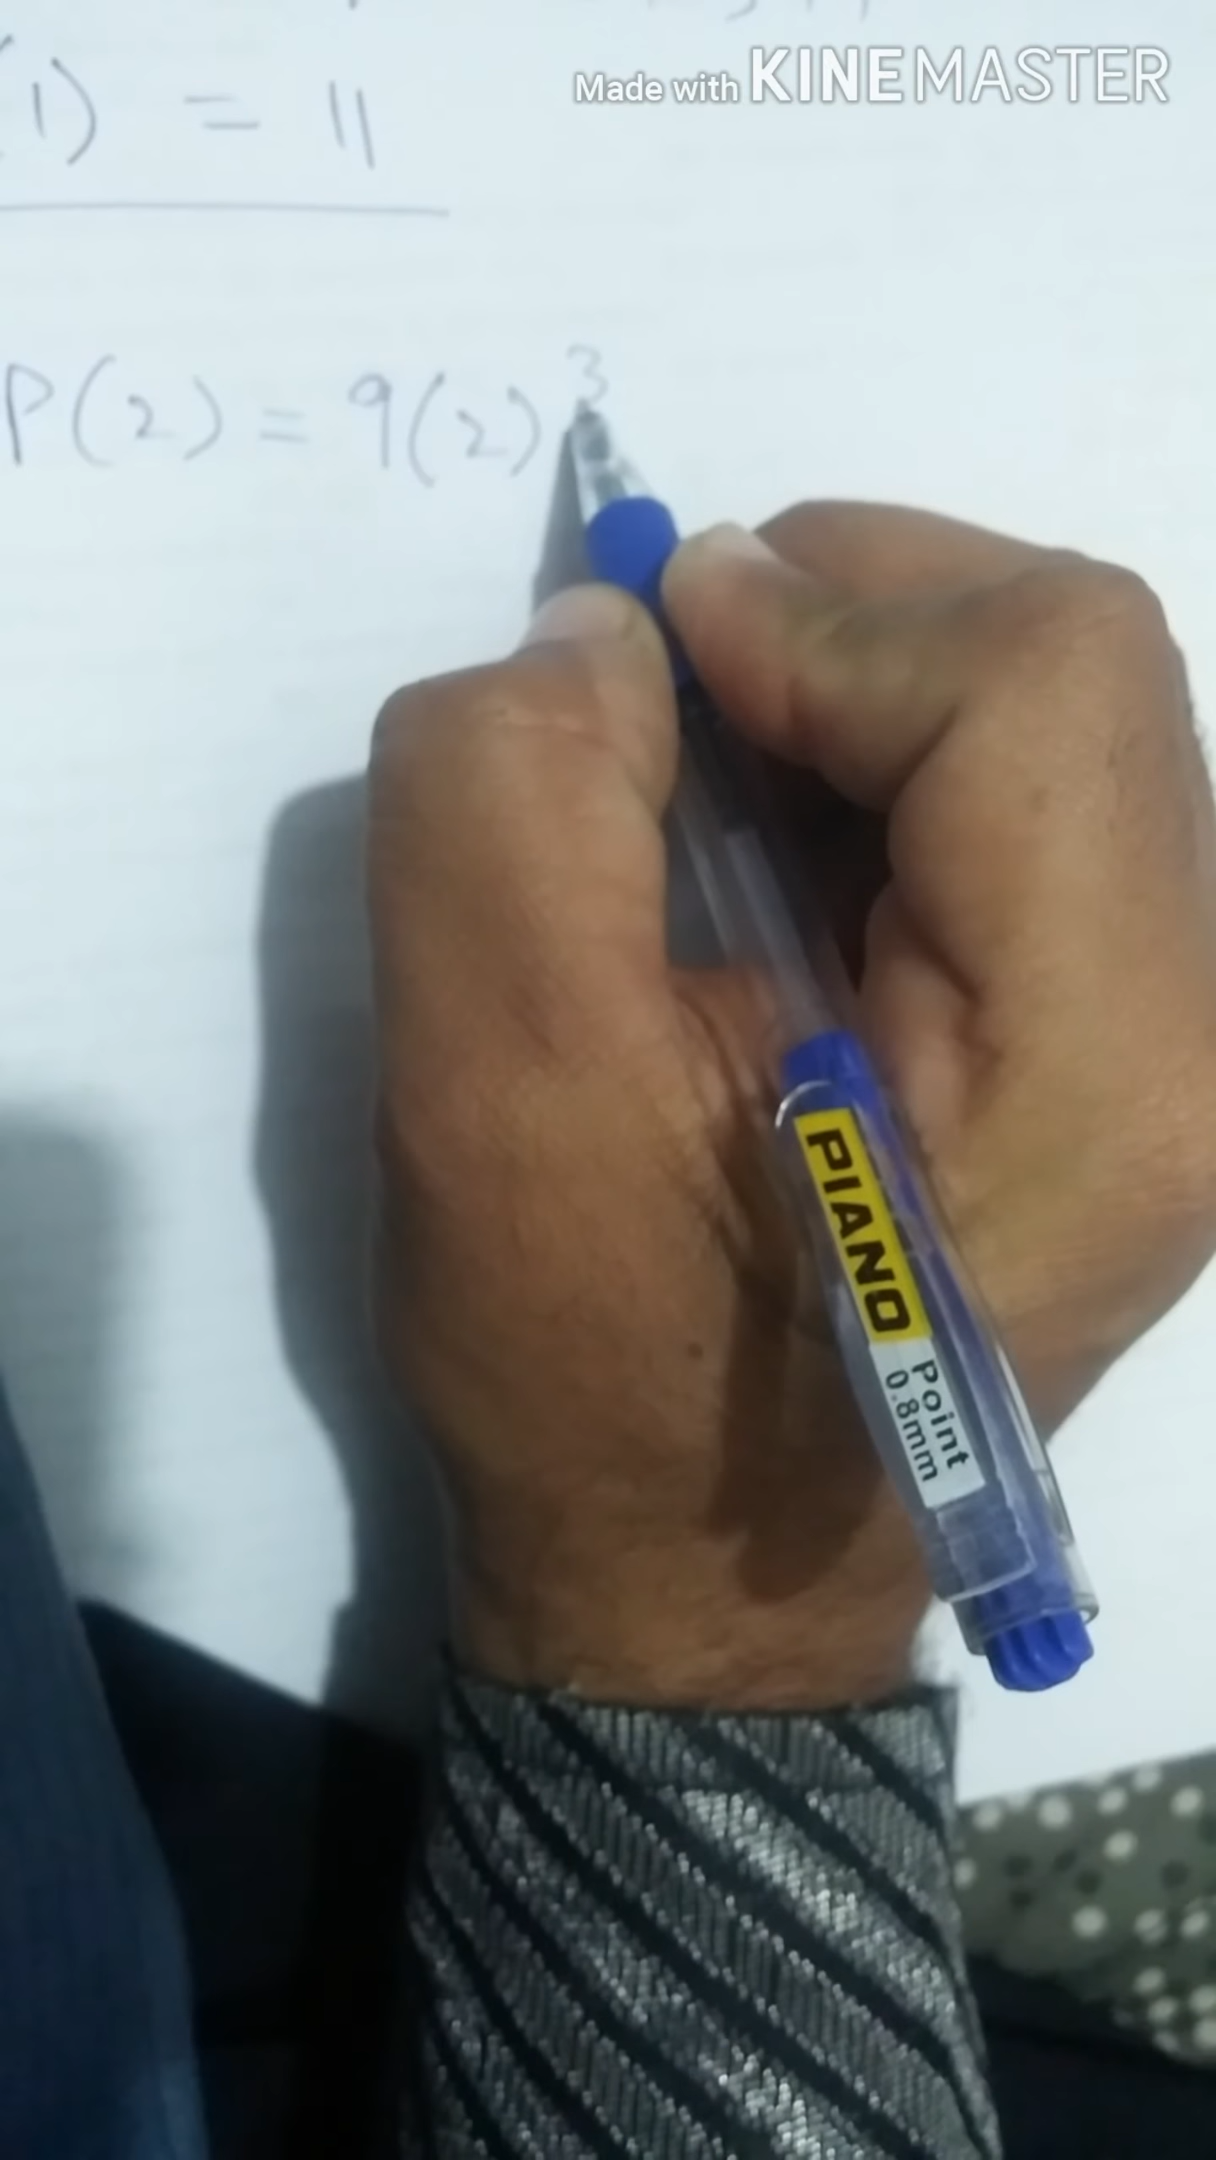 Made with KINEMASTER
(1) = 11
P(2) = 9(2)³
PIANO
Point
0.8mm